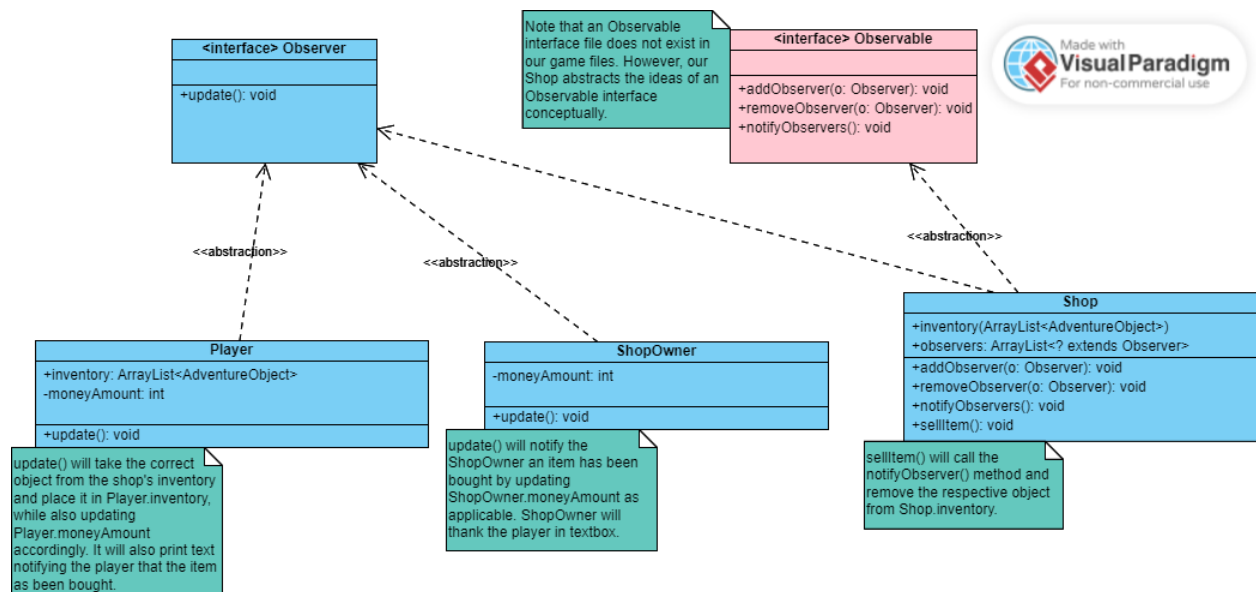 <interface> Observer
+update(): void
Note that an Observable
interface file does not exist in
our game files. However, our
Shop abstracts the ideas of an
Observable interface
conceptually.
<interface> Observable
+addObserver(o: Observer): void
+removeObserver(o: Observer): void
+notifyObservers(): void
Made with
Visual Paradigm
For non-commercial use
<<abstraction>>
<<abstraction>>
<<abstraction>>
Player
+inventory: ArrayList<AdventureObject>
-moneyAmount: int
+update(): void
update() will take the correct
object from the shop's inventory
and place it in Player.inventory,
while also updating
Player.moneyAmount
accordingly. It will also print text
notifying the player that the item
as been bought.
ShopOwner
-moneyAmount: int
+update(): void
update() will notify the
ShopOwner an item has been
bought by updating
ShopOwner.moneyAmount as
applicable. ShopOwner will
thank the player in textbox.
Shop
+inventory(ArrayList<AdventureObject>)
+observers: ArrayList<? extends Observer>
+addObserver(o: Observer): void
+removeObserver(o: Observer): void
+notifyObservers(): void
+sellItem(): void
sellItem() will call the
notifyObserver() method and
remove the respective object
from Shop.inventory.